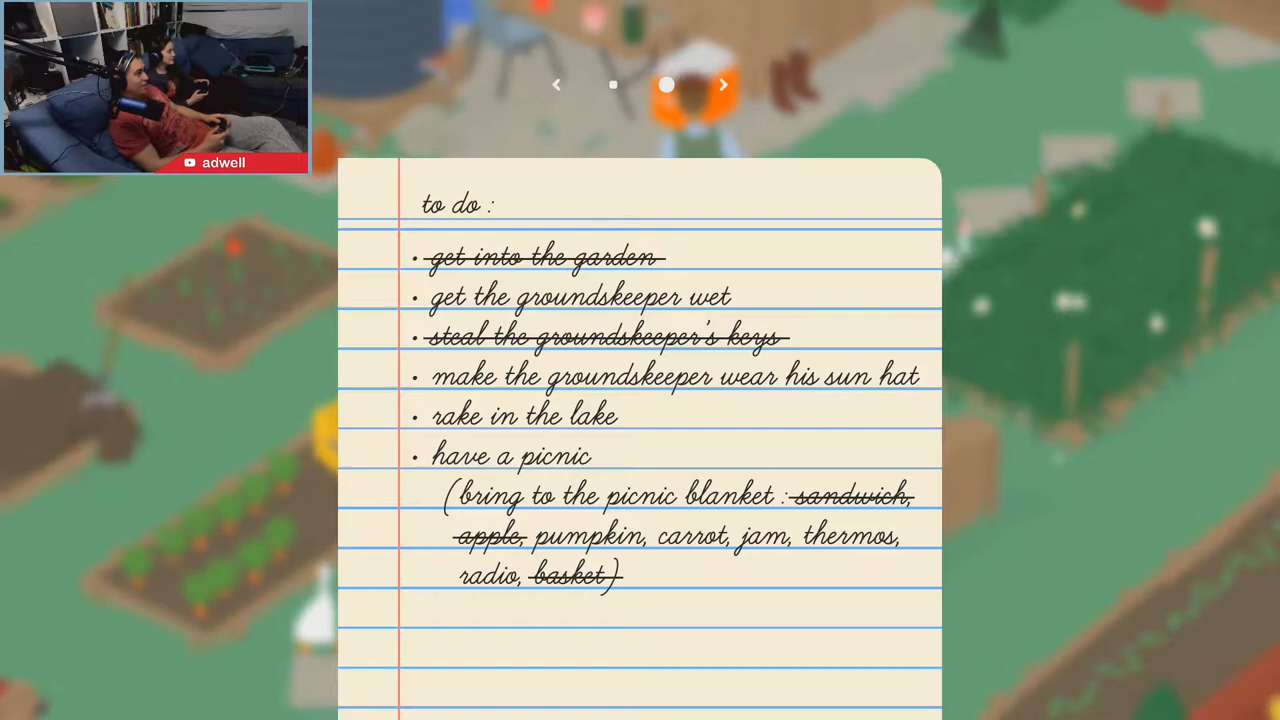 adwell
to do :
• get into the garden
• get the groundskeeper wet
• steal the groundskeeper's keys
• make the groundskeeper wear his sun hat
• rake in the lake
• have a picnic
(bring to the picnic blanket : sandwich,
apple, pumpkin, carrot, jam, thermos,
radio, basket)